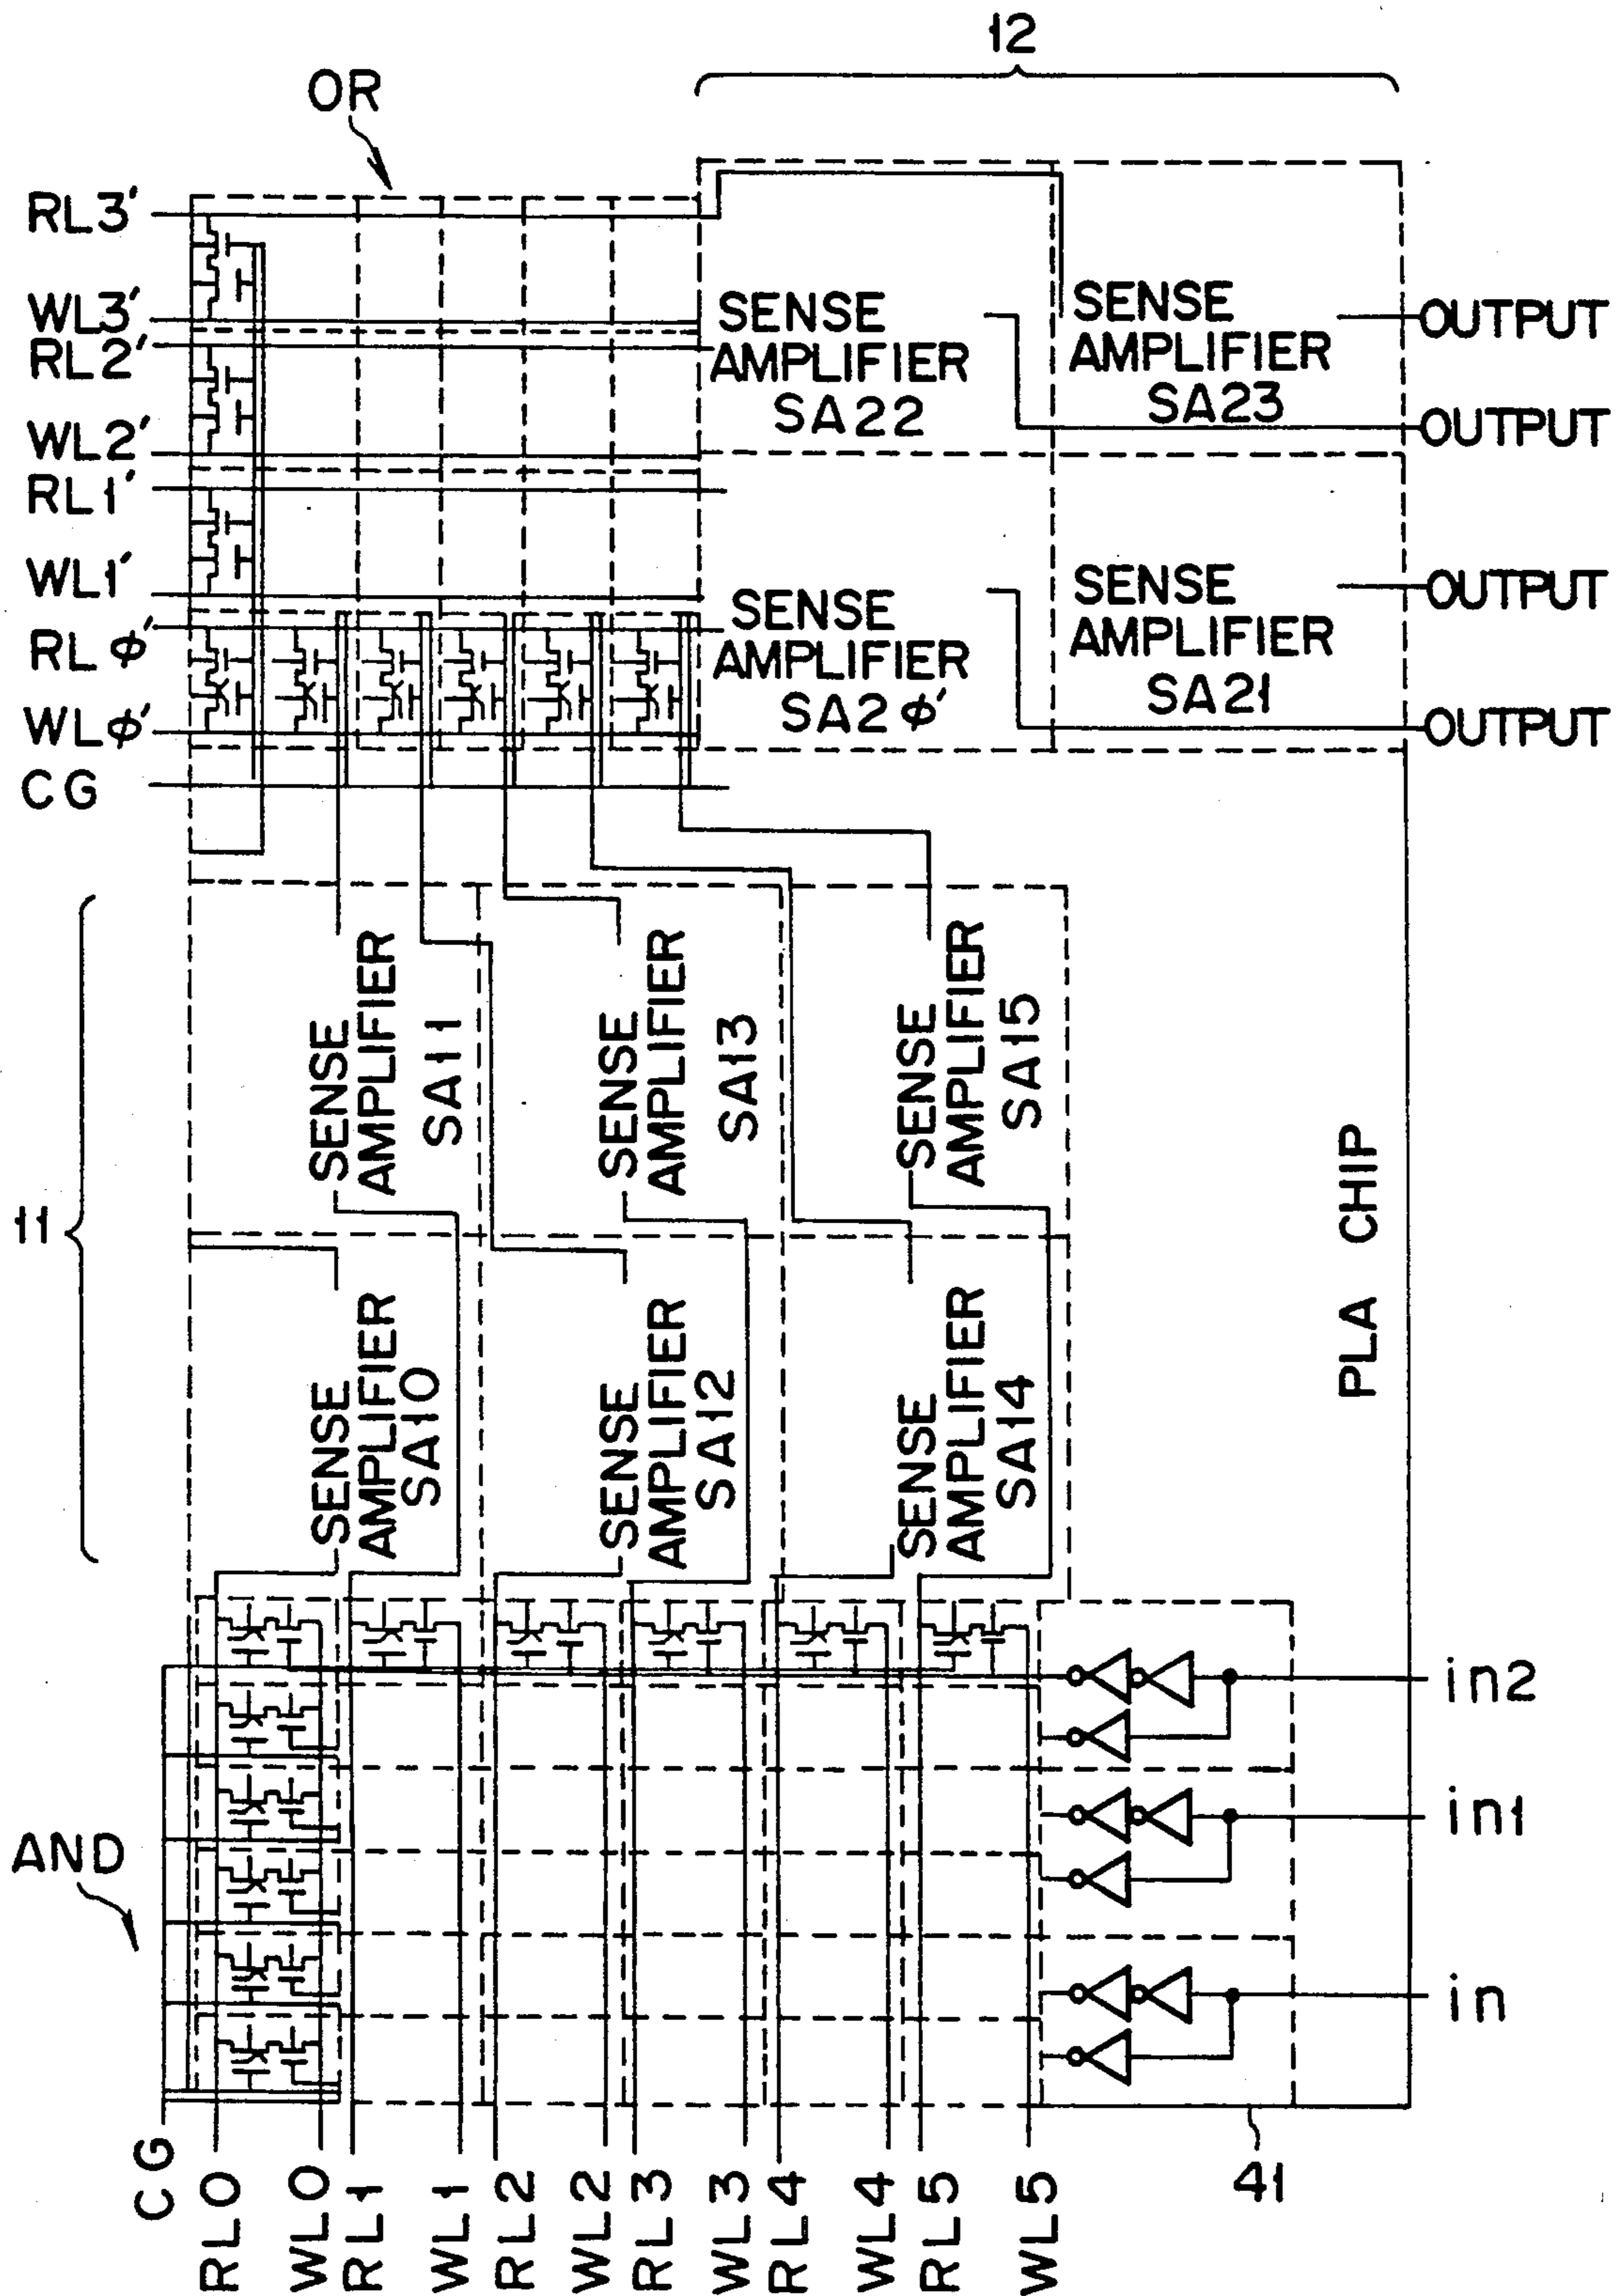 12
OR
RL3'
WL3'
RL2'
WL2'
RL1'
WL1'
RLϕ'
WLϕ'
CG
SENSE
AMPLIFIER
SA22
SENSE
AMPLIFIER
SA23
SENSE
AMPLIFIER
SA2ϕ'
SENSE
AMPLIFIER
SA21
OUTPUT
OUTPUT
OUTPUT
OUTPUT
11
SENSE
AMPLIFIER
SA11
SENSE
AMPLIFIER
SA13
SENSE
AMPLIFIER
SA15
SENSE
AMPLIFIER
SA10
SENSE
AMPLIFIER
SA12
SENSE
AMPLIFIER
SA14
PLA CHIP
AND
in2
in1
in
41
CG
RL0
WL0
RL1
WL1
RL2
WL2
RL3
WL3
RL4
WL4
RL5
WL5